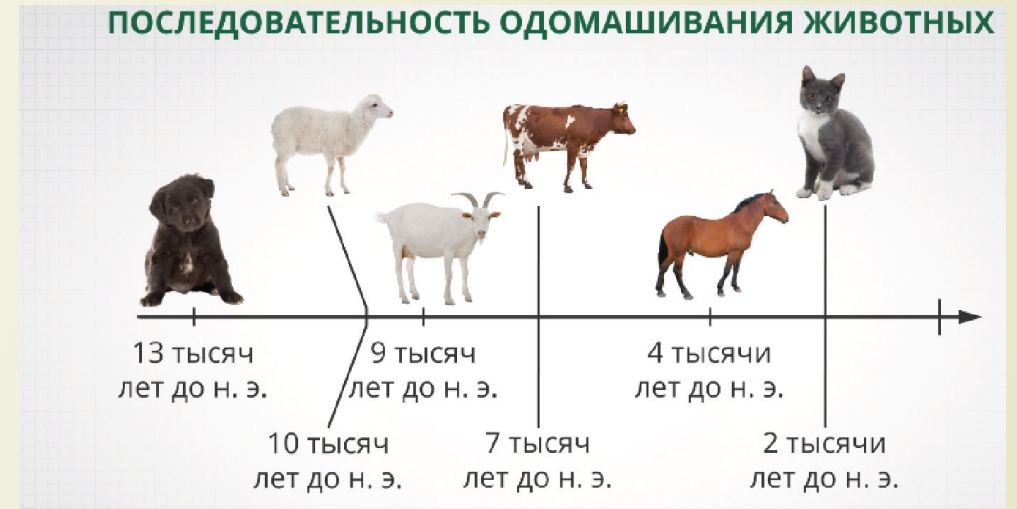 ПОСЛЕДОВАТЕЛЬНОСТЬ ОДОМАШИВАНИЯ ЖИВОТНЫХ
13 тысяч
лет до н. э.
10 тысяч
лет до н. э.
9 тысяч
лет до н. э.
7 тысяч
лет до н. э.
4 тысячи
лет до н. э.
2 тысячи
лет до н. э.